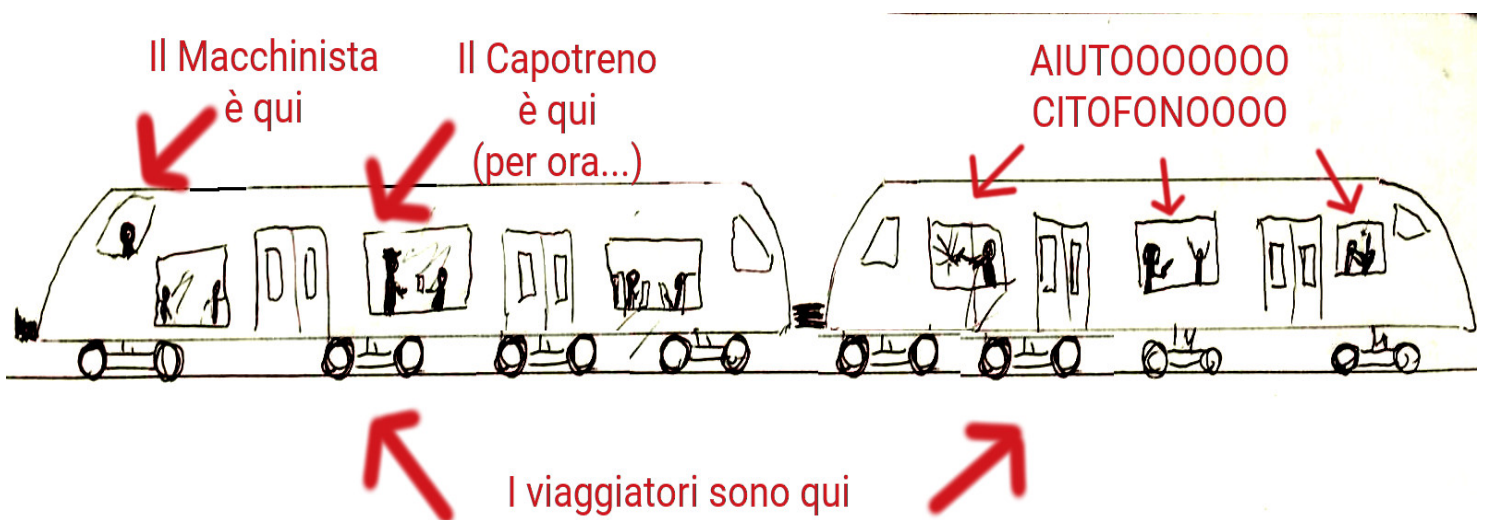 Il Macchinista
è qui
Il Capotreno
è qui
(per ora...)
AIUTOOOOOOO
CITOFONOOOO
I viaggiatori sono qui